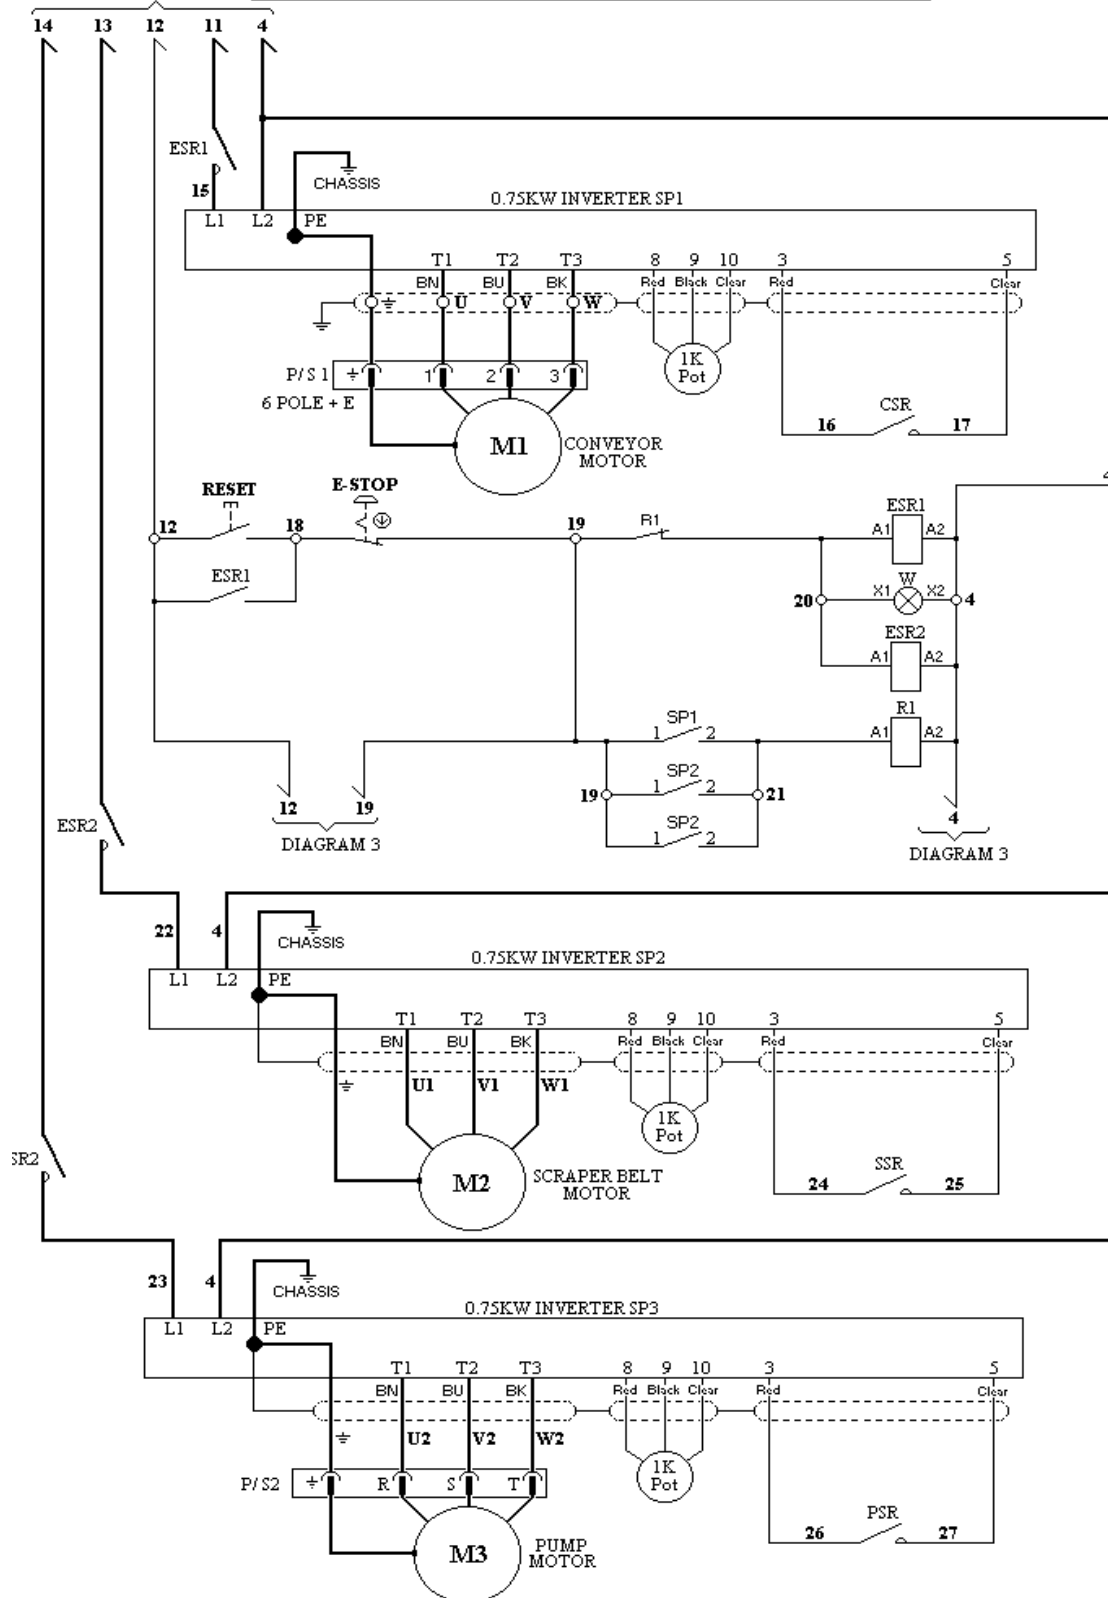 14 13 12 11 4
ESR1
15
CHASSIS
0.75KW INVERTER SP1
L1 L2 PE
T1 T2 T3 8 9 10 3 5
BN BU BK Red Black Clear Red Clear
U V W
P/S 1 1 2 3
1K
Pot
6 POLE + E
CSR
16 17
M1
CONVEYOR
MOTOR
RESET E-STOP
12 18 19 R1 A1 ESR1 A2
ESR1
W
20 X1 X2 4
ESR2
A1 A2
R1
A1 A2
SP1
1 2
SP2
19 1 2 21
SP2
1 2
12 19
DIAGRAM 3
4
DIAGRAM 3
ESR2
22 4
CHASSIS
0.75KW INVERTER SP2
L1 L2 PE
T1 T2 T3 8 9 10 3 5
BN BU BK Red Black Clear Red Clear
U1 V1 W1
1K
Pot
SR2
M2
SCRAPER BELT
MOTOR
SSR
24 25
23 4
CHASSIS
0.75KW INVERTER SP3
L1 L2 PE
T1 T2 T3 8 9 10 3 5
BN BU BK Red Black Clear Red Clear
U2 V2 W2
P/S2 R S T
1K
Pot
PSR
26 27
M3
PUMP
MOTOR